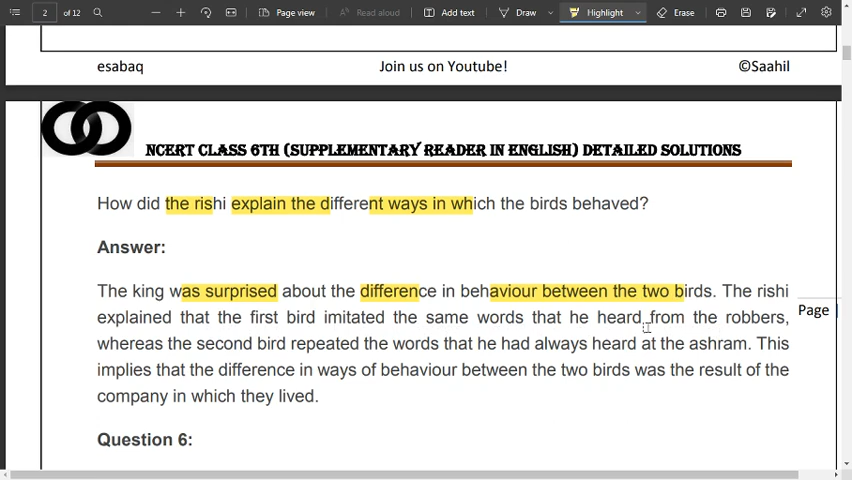 2 of 12 Page view Read aloud Add text Draw Highlight Erase
esabaq Join us on Youtube! ©Saahil
NCERT CLASS 6TH (SUPPLEMENTARY READER IN ENGLISH) DETAILED SOLUTIONS
How did the rishi explain the different ways in which the birds behaved?
Answer:
The king was surprised about the difference in behaviour between the two birds. The rishi
explained that the first bird imitated the same words that he heard from the robbers,
whereas the second bird repeated the words that he had always heard at the ashram. This
implies that the difference in ways of behaviour between the two birds was the result of the
company in which they lived.
Page
Question 6: